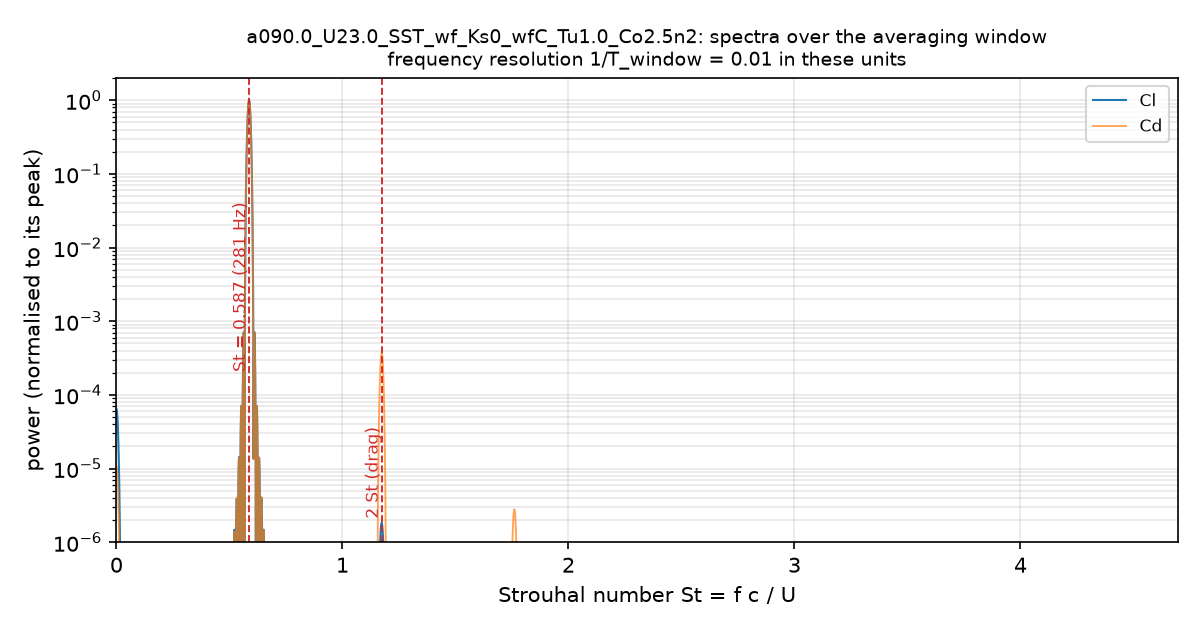 a090.0_U23.0_SST_wf_Ks0_wfC_Tu1.0_Co2.5n2: spectra over the averaging window
frequency resolution 1/T_window = 0.01 in these units
power (normalised to its peak)
10⁰
10⁻¹
10⁻²
10⁻³
10⁻⁴
10⁻⁵
10⁻⁶
St = 0.587 (281 Hz)
2 St (drag)
Cl
Cd
0 1 2 3 4
Strouhal number St = f c / U